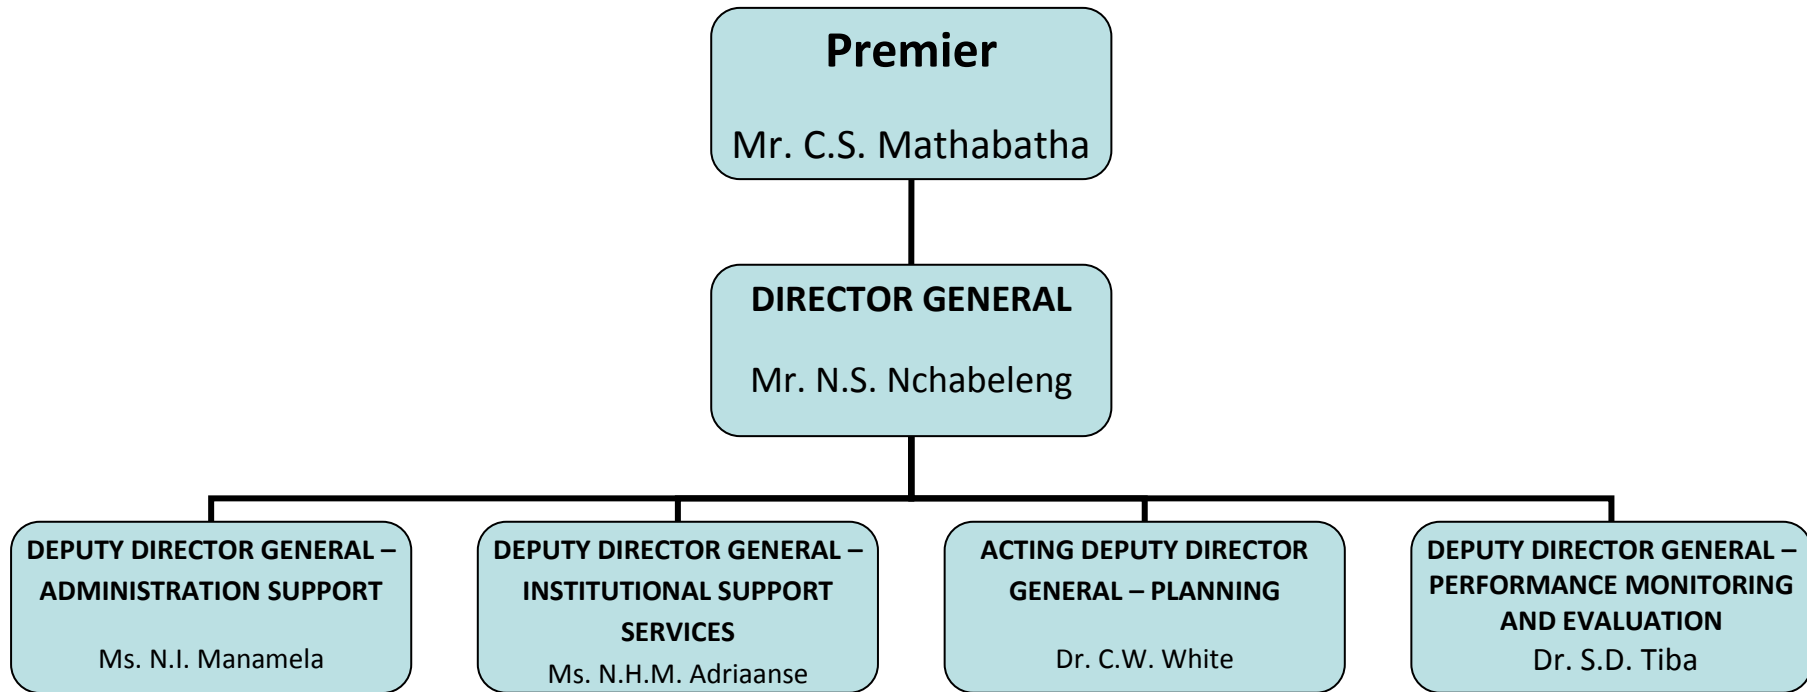 Premier
Mr. C.S. Mathabatha
DIRECTOR GENERAL
Mr. N.S. Nchabeleng
DEPUTY DIRECTOR GENERAL –
ADMINISTRATION SUPPORT
Ms. N.I. Manamela
DEPUTY DIRECTOR GENERAL –
INSTITUTIONAL SUPPORT
SERVICES
Ms. N.H.M. Adriaanse
ACTING DEPUTY DIRECTOR
GENERAL – PLANNING
Dr. C.W. White
DEPUTY DIRECTOR GENERAL –
PERFORMANCE MONITORING
AND EVALUATION
Dr. S.D. Tiba